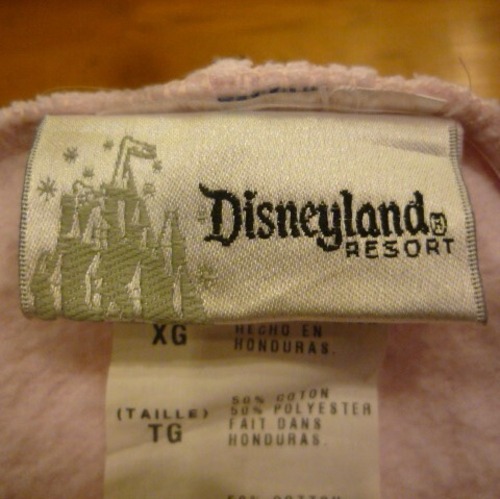 Disneyland®
RESORT
XG
HECHO EN
HONDURAS.
(TAILLE)
TG
50% COTON
50% POLYESTER
FAIT DANS
HONDURAS.